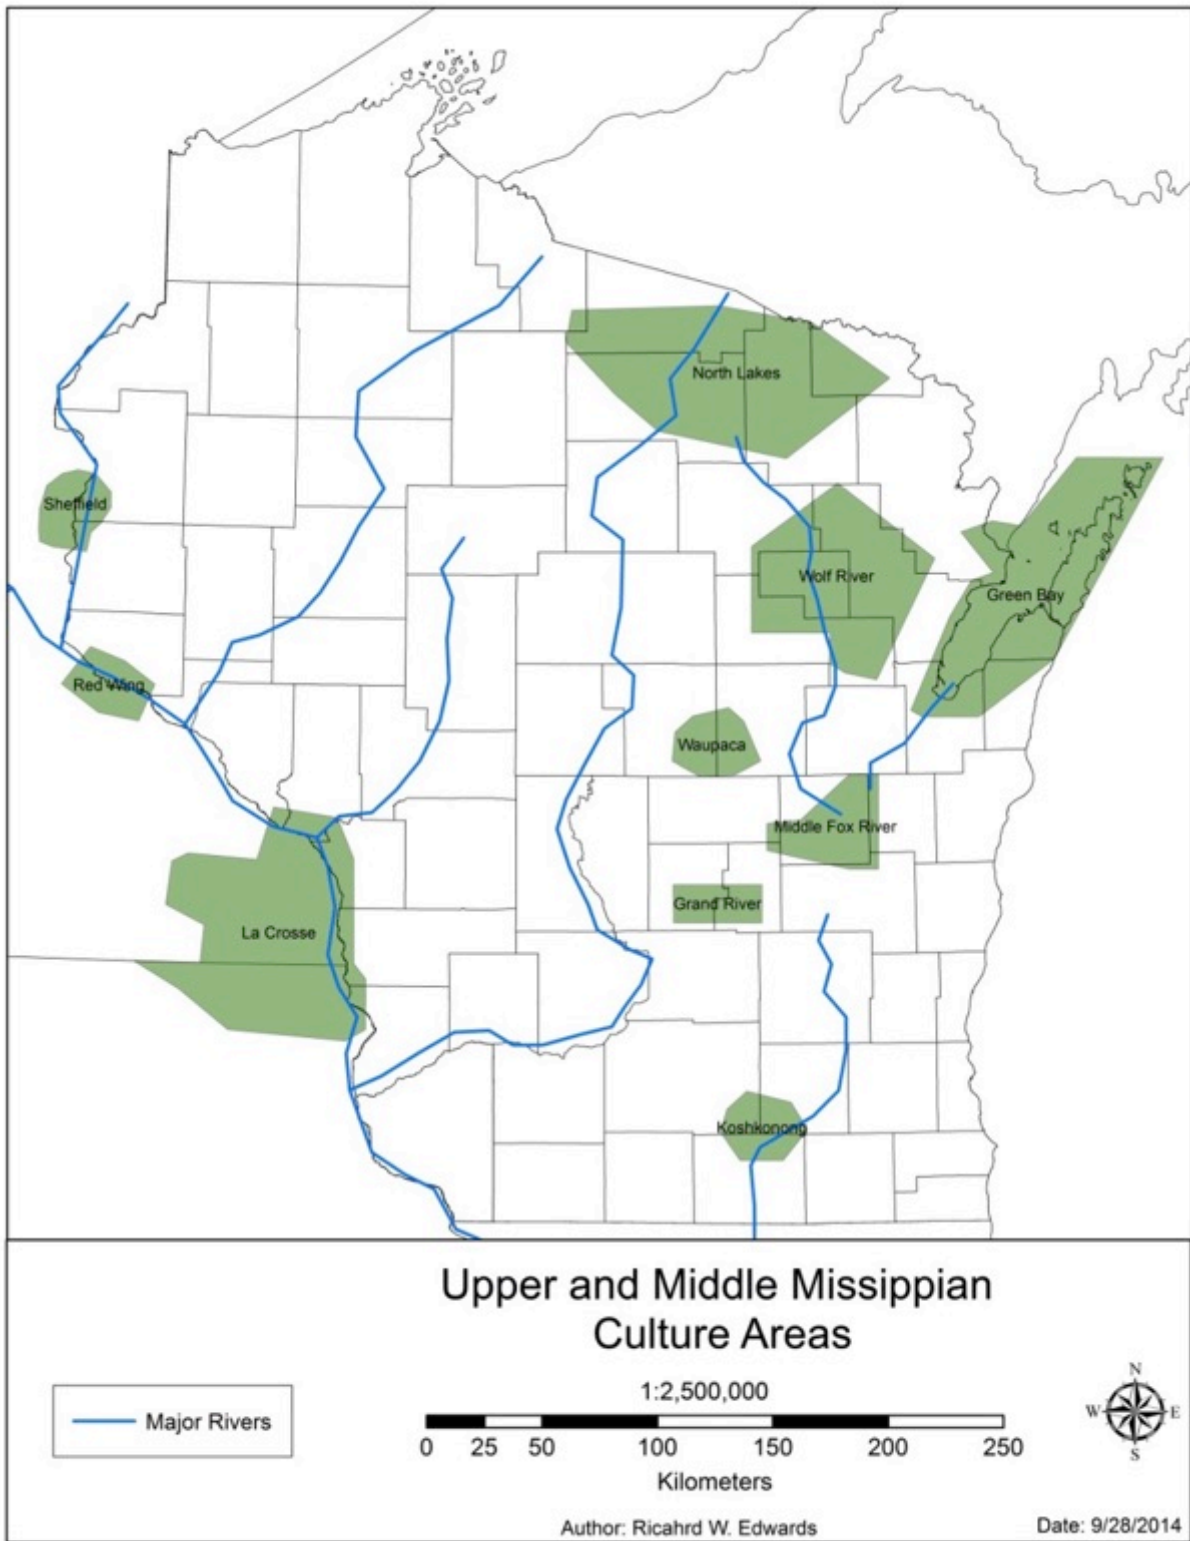 North Lakes
Sheffield
Wolf River
Green Bay
Red Wing
Waupaca
Middle Fox River
Grand River
La Crosse
Koshkonong
Upper and Middle Missippian
Culture Areas
1:2,500,000
Major Rivers
0 25 50 100 150 200 250
Kilometers
N
W E
S
Author: Ricahrd W. Edwards
Date: 9/28/2014